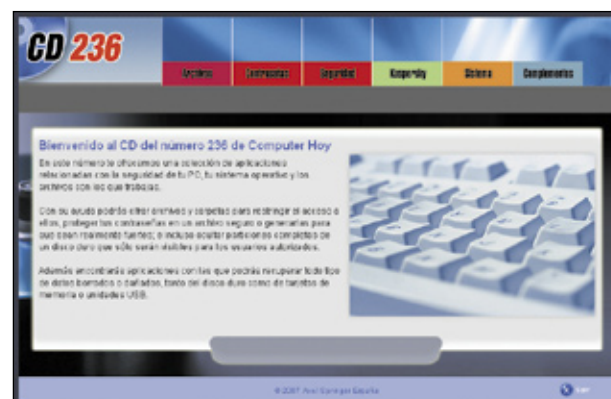 CD 236
Archivos Contraseñas Seguridad Kaspersky Sistema Complementos
Bienvenido al CD del número 236 de Computer Hoy
En este número te ofrecemos una selección de aplicaciones
relacionadas con la seguridad de tu PC, tu sistema operativo y los
archivos con los que trabajas.
Con su ayuda podrás cifrar archivos y carpetas para restringir el acceso a
ellos, proteger tus contraseñas en un archivo seguro o generarlas para
que sean realmente fuertes; o incluso ocultar particiones completas de
un disco duro que sólo serán visibles para los usuarios autorizados.
Además encontrarás aplicaciones con las que podrás recuperar todo tipo
de datos borrados o dañados, tanto del disco duro como de tarjetas de
memoria o unidades USB.
© 2007 Axel Springer España